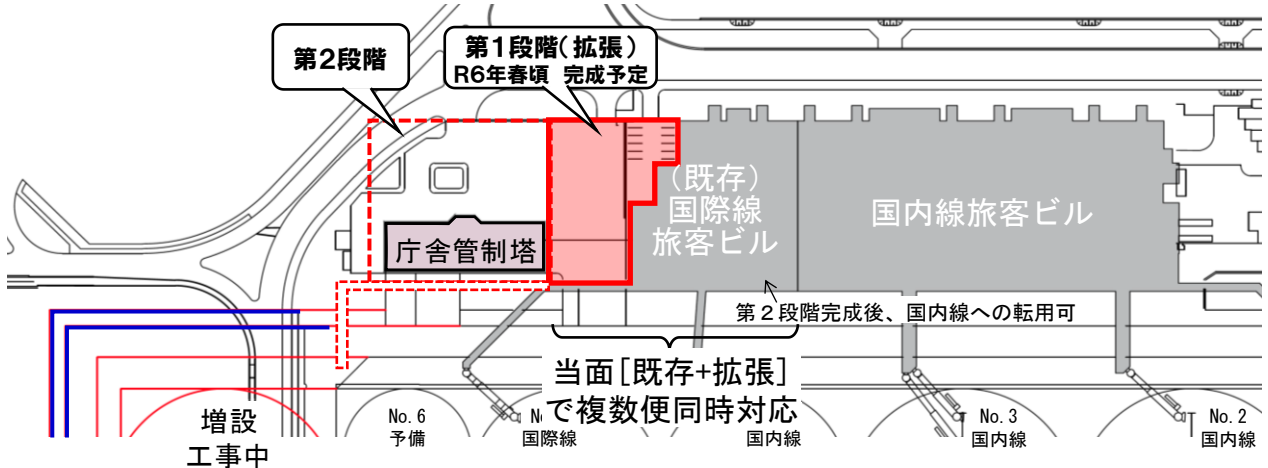 第2段階
第1段階(拡張)
R6年春頃 完成予定
(既存)
国際線
旅客ビル
国内線旅客ビル
庁舎管制塔
第2段階完成後、国内線への転用可
当面[既存+拡張]
で複数便同時対応
増設
工事中
No. 6
予備
国際線
国内線
No. 3
国内線
No. 2
国内線